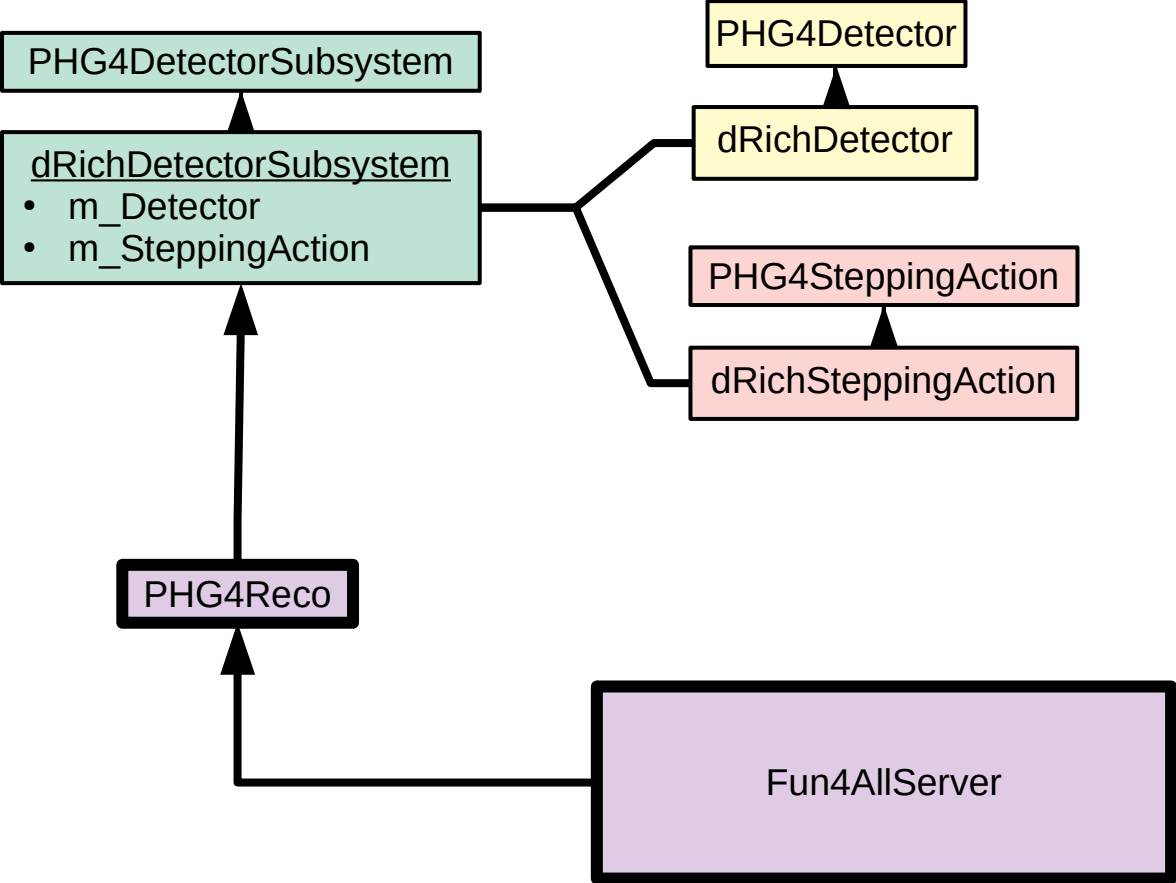 PHG4DetectorSubsystem
dRichDetectorSubsystem
• m_Detector
• m_SteppingAction
PHG4Detector
dRichDetector
PHG4SteppingAction
dRichSteppingAction
PHG4Reco
Fun4AllServer